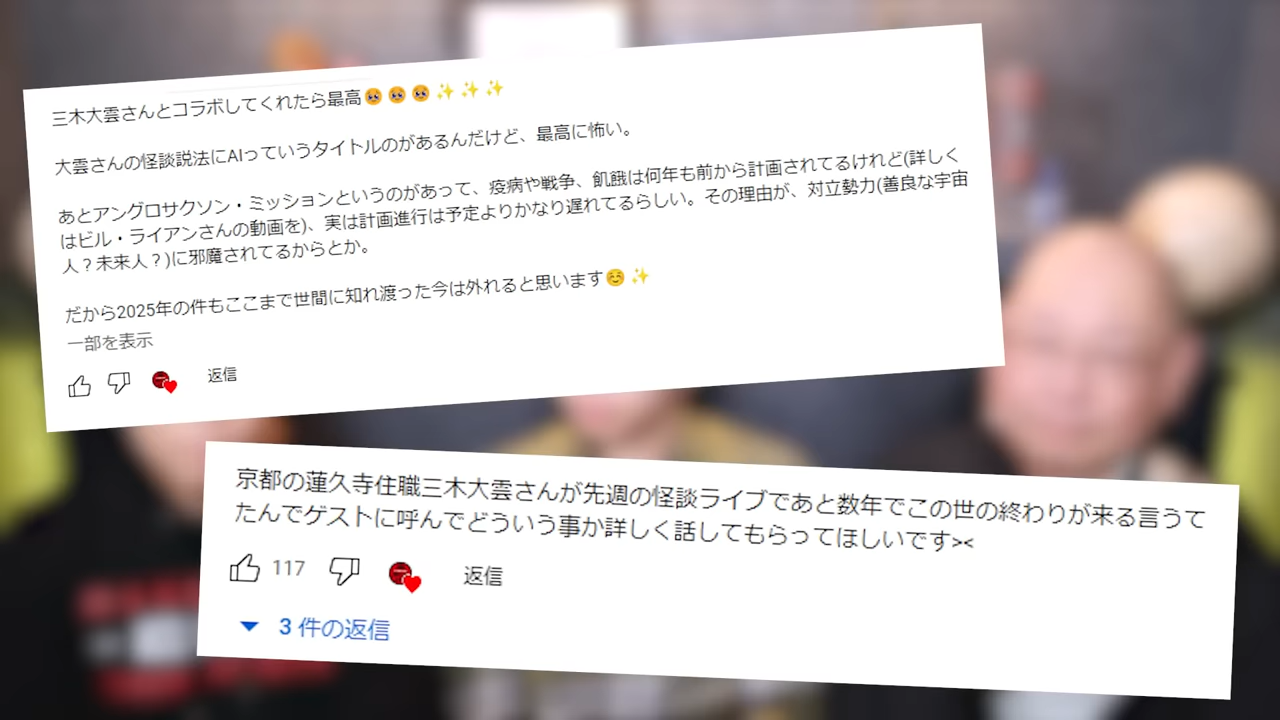 三木大雲さんとコラボしてくれたら最高🥹🥹🥹✨✨✨
大雲さんの怪談説法にAIっていうタイトルのがあるんだけど、最高に怖い。
あとアングロサクソン・ミッションというのがあって、疫病や戦争、飢餓は何年も前から計画されてるけれど(詳しく
はビル・ライアンさんの動画を)、実は計画進行は予定よりかなり遅れてるらしい。その理由が、対立勢力(善良な宇宙
人？未来人？)に邪魔されてるからとか。
だから2025年の件もここまで世間に知れ渡った今は外れると思います☺️✨
一部を表示
返信
京都の蓮久寺住職三木大雲さんが先週の怪談ライブであと数年でこの世の終わりが来る言うて
たんでゲストに呼んでどういう事か詳しく話してもらってほしいです><
117 返信
3 件の返信